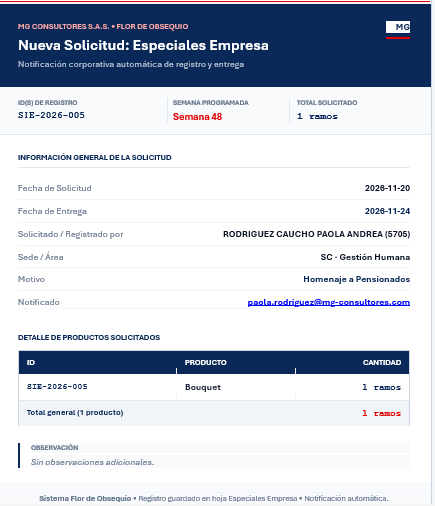 MG CONSULTORES S.A.S. • FLOR DE OBSEQUIO
MG
Nueva Solicitud: Especiales Empresa
Notificación corporativa automática de registro y entrega
ID(S) DE REGISTRO
SIE-2026-005
SEMANA PROGRAMADA
Semana 48
TOTAL SOLICITADO
1 ramos
INFORMACIÓN GENERAL DE LA SOLICITUD
Fecha de Solicitud 2026-11-20
Fecha de Entrega 2026-11-24
Solicitado / Registrado por RODRIGUEZ CAUCHO PAOLA ANDREA (5705)
Sede / Área SC - Gestión Humana
Motivo Homenaje a Pensionados
Notificado paola.rodriguez@mg-consultores.com
DETALLE DE PRODUCTOS SOLICITADOS
ID PRODUCTO CANTIDAD
SIE-2026-005 Bouquet 1 ramos
Total general (1 producto) 1 ramos
OBSERVACIÓN
Sin observaciones adicionales.
Sistema Flor de Obsequio • Registro guardado en hoja Especiales Empresa • Notificación automática.